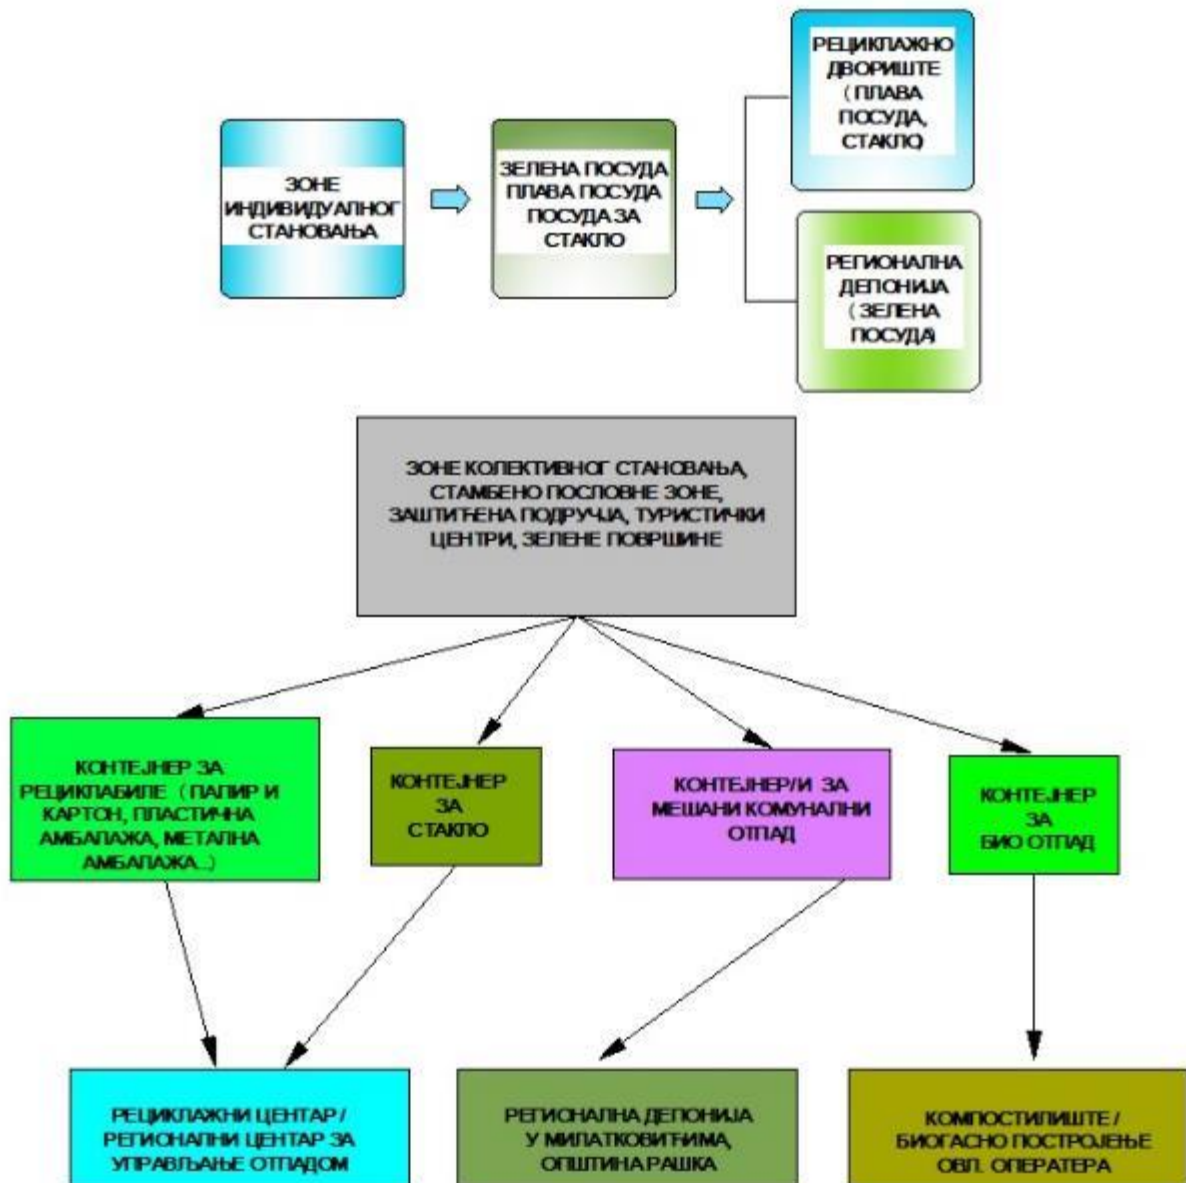 ЗОНЕ
ИНДИВИДУАЛНОГ
СТАНОВАЊА
ЗЕЛЕНА ПОСУДА
ПЛАВА ПОСУДА
ПОСУДА ЗА
СТАКЛО
РЕЦИКЛАЖНО
ДВОРИШТЕ
( ПЛАВА
ПОСУДА,
СТАКЛО)
РЕГИОНАЛНА
ДЕПОНИЈА
( ЗЕЛЕНА
ПОСУДА)
ЗОНЕ КОЛЕКТИВНОГ СТАНОВАЊА,
СТАМБЕНО ПОСЛОВНЕ ЗОНЕ,
ЗАШТИЋЕНА ПОДРУЧЈА, ТУРИСТИЧКИ
ЦЕНТРИ, ЗЕЛЕНЕ ПОВРШИНЕ
КОНТЕЈНЕР ЗА
РЕЦИКЛАБИЛЕ ( ПАПИР И
КАРТОН, ПЛАСТИЧНА
АМБАЛАЖА, МЕТАЛНА
АМБАЛАЖА...)
КОНТЕЈНЕР
ЗА
СТАКЛО
КОНТЕЈНЕР/И ЗА
МЕШАНИ КОМУНАЛНИ
ОТПАД
КОНТЕЈНЕР
ЗА
БИО ОТПАД
РЕЦИКЛАЖНИ ЦЕНТАР /
РЕГИОНАЛНИ ЦЕНТАР ЗА
УПРАВЉАЊЕ ОТПАДОМ
РЕГИОНАЛНА ДЕПОНИЈА
У МИЛАТКОВИЋИМА,
ОПШТИНА РАШКА
КОМПОСТИЛИШТЕ /
БИОГАСНО ПОСТРОЈЕЊЕ
ОВЛ. ОПЕРАТЕРА